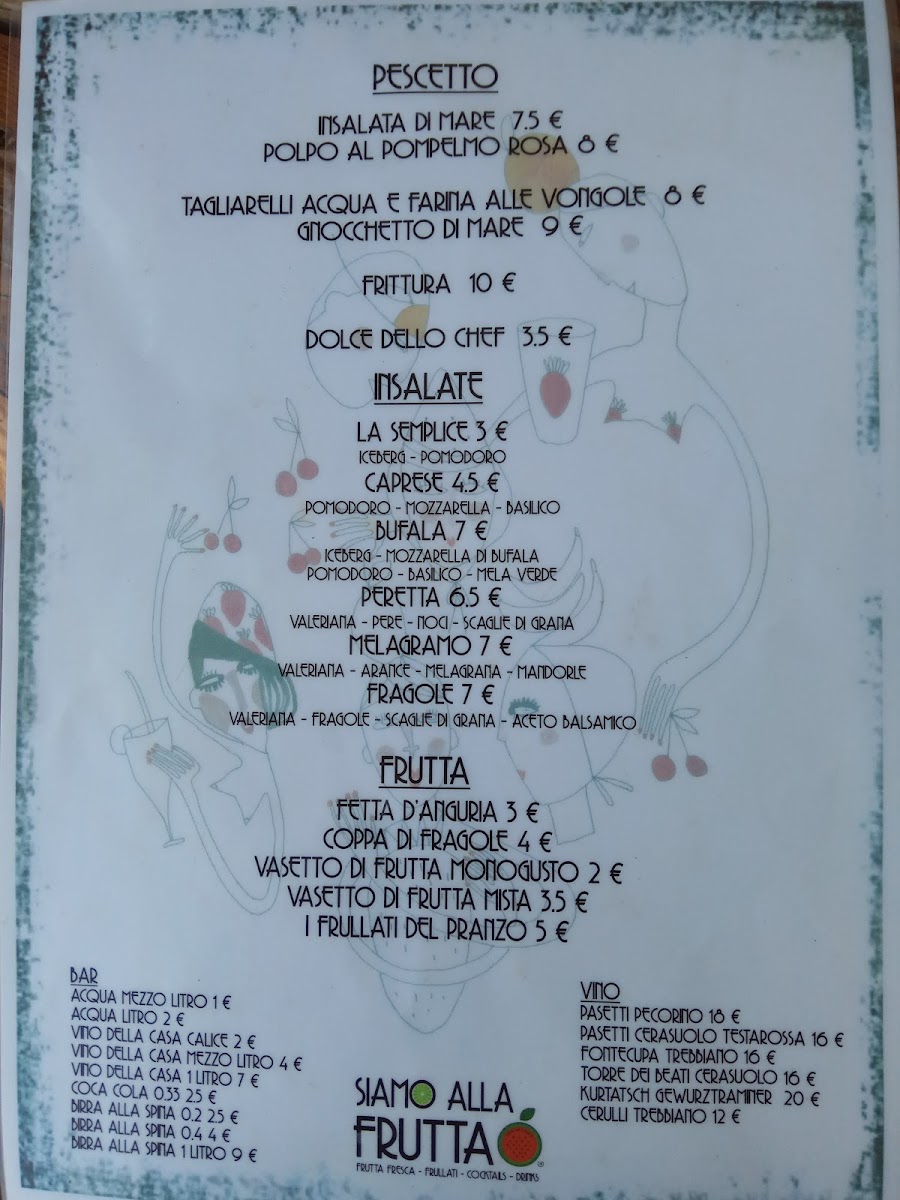 PESCETTO
INSALATA DI MARE 7.5 €
POLPO AL POMPELMO ROSA 8 €
TAGLIARELLI ACQUA E FARINA ALLE VONGOLE 8 €
GNOCCHETTO DI MARE 9 €
FRITTURA 10 €
DOLCE DELLO CHEF 3.5 €
INSALATE
LA SEMPLICE 3 €
ICEBERG - POMODORO
CAPRESE 4.5 €
POMODORO - MOZZARELLA - BASILICO
BUFALA 7 €
ICEBERG - MOZZARELLA DI BUFALA
POMODORO - BASILICO - MELA VERDE
PERETTA 6.5 €
VALERIANA - PERE - NOCI - SCAGLIE DI GRANA
MELAGRAMO 7 €
VALERIANA - ARANCE - MELAGRANA - MANDORLE
FRAGOLE 7 €
VALERIANA - FRAGOLE - SCAGLIE DI GRANA - ACETO BALSAMICO
FRUTTA
FETTA D'ANGURIA 3 €
COPPA DI FRAGOLE 4 €
VASETTO DI FRUTTA MONOGUSTO 2 €
VASETTO DI FRUTTA MISTA 3.5 €
I FRULLATI DEL PRANZO 5 €
BAR
ACQUA MEZZO LITRO 1 €
ACQUA LITRO 2 €
VINO DELLA CASA CALICE 2 €
VINO DELLA CASA MEZZO LITRO 4 €
VINO DELLA CASA 1 LITRO 7 €
COCA COLA 0.33 2.5 €
BIRRA ALLA SPINA 0.2 2.5 €
BIRRA ALLA SPINA 0.4 4 €
BIRRA ALLA SPINA 1 LITRO 9 €
VINO
PASETTI PECORINO 18 €
PASETTI CERASUOLO TESTAROSSA 16 €
FONTECUPA TREBBIANO 16 €
TORRE DEI BEATI CERASUOLO 16 €
KURTATSCH GEWURZTRAMINER 20 €
CERULLI TREBBIANO 12 €
SIAMO ALLA
FRUTTA ®
FRUTTA FRESCA - FRULLATI - COCKTAILS - DRINKS